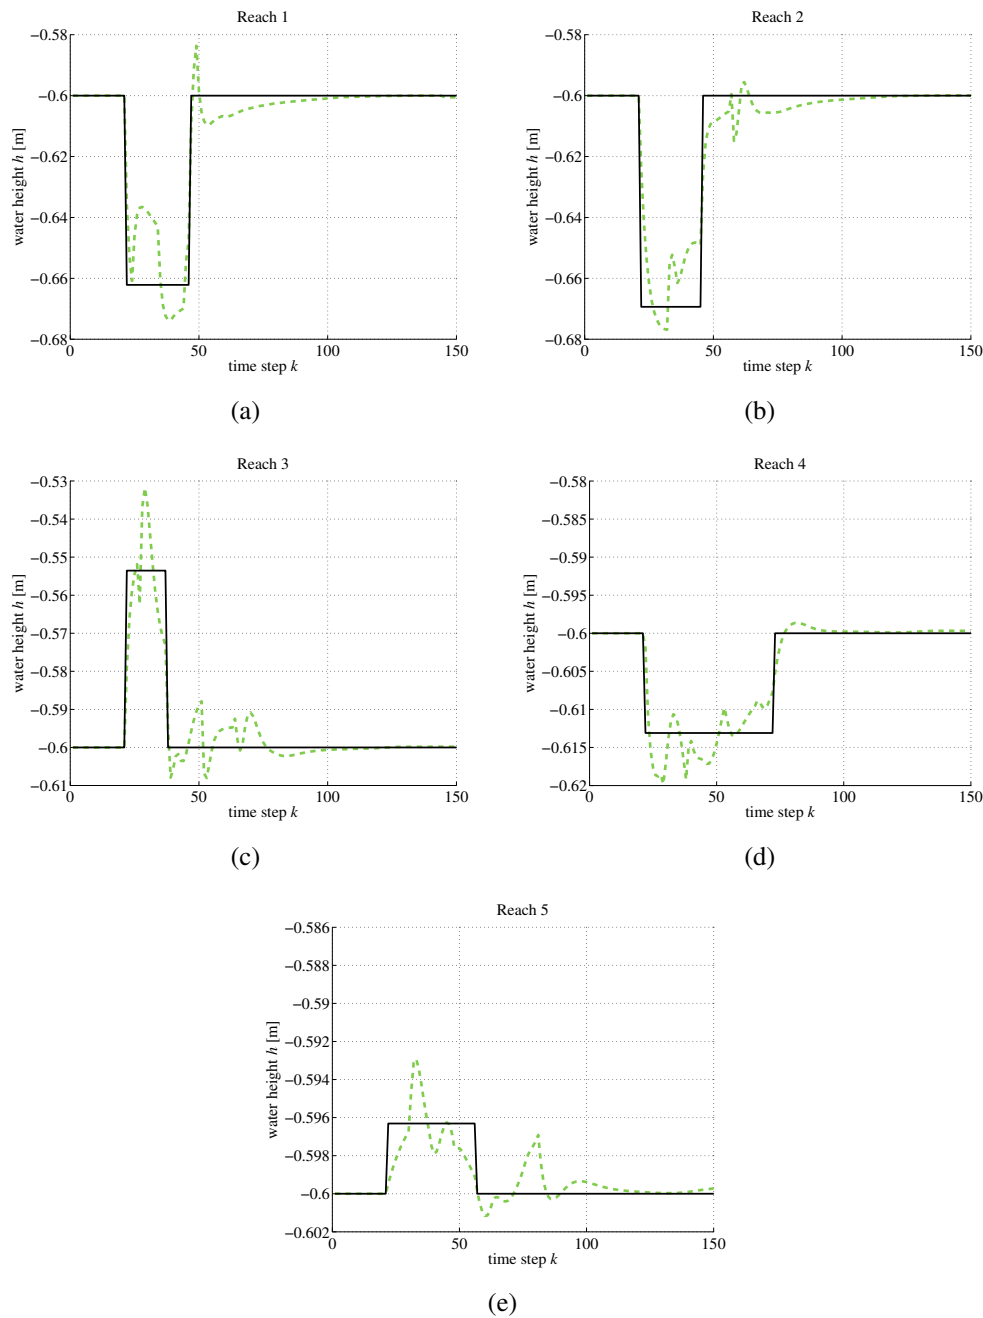 Reach 1
−0.58
−0.6
−0.62
−0.64
−0.66
−0.68
water height h [m]
0
50
100
150
time step k
(a)
Reach 2
−0.58
−0.6
−0.62
−0.64
−0.66
−0.68
water height h [m]
0
50
100
150
time step k
(b)
Reach 3
−0.53
−0.54
−0.55
−0.56
−0.57
−0.58
−0.59
−0.6
−0.61
water height h [m]
0
50
100
150
time step k
(c)
Reach 4
−0.58
−0.585
−0.59
−0.595
−0.6
−0.605
−0.61
−0.615
−0.62
water height h [m]
0
50
100
150
time step k
(d)
Reach 5
−0.586
−0.588
−0.59
−0.592
−0.594
−0.596
−0.598
−0.6
−0.602
water height h [m]
0
50
100
150
time step k
(e)